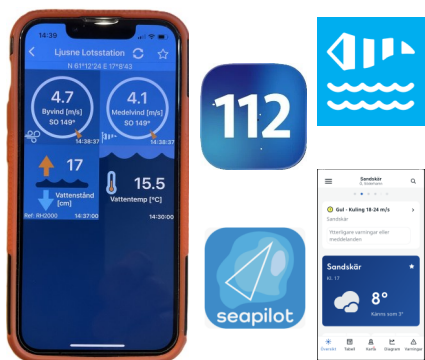 14:39
Ljusne Lotsstation
N 61°12'24 E 17°8'43
4.7
Byvind [m/s]
SO 149°
14:38:37
4.1
Medelvind [m/s]
SO 149°
14:38:37
17
Vattenstånd
[cm]
Ref: RH2000
14:37:00
15.5
Vattentemp [°C]
14:30:00
112
seapilot
Sandskär
Gul - Kuling 18-24 m/s
Sandskär
Ytterligare varningar eller
meddelanden
Sandskär
Kl. 17
8°
Känns som 3°
Översikt
Tabell
Karta
Diagram
Varningar